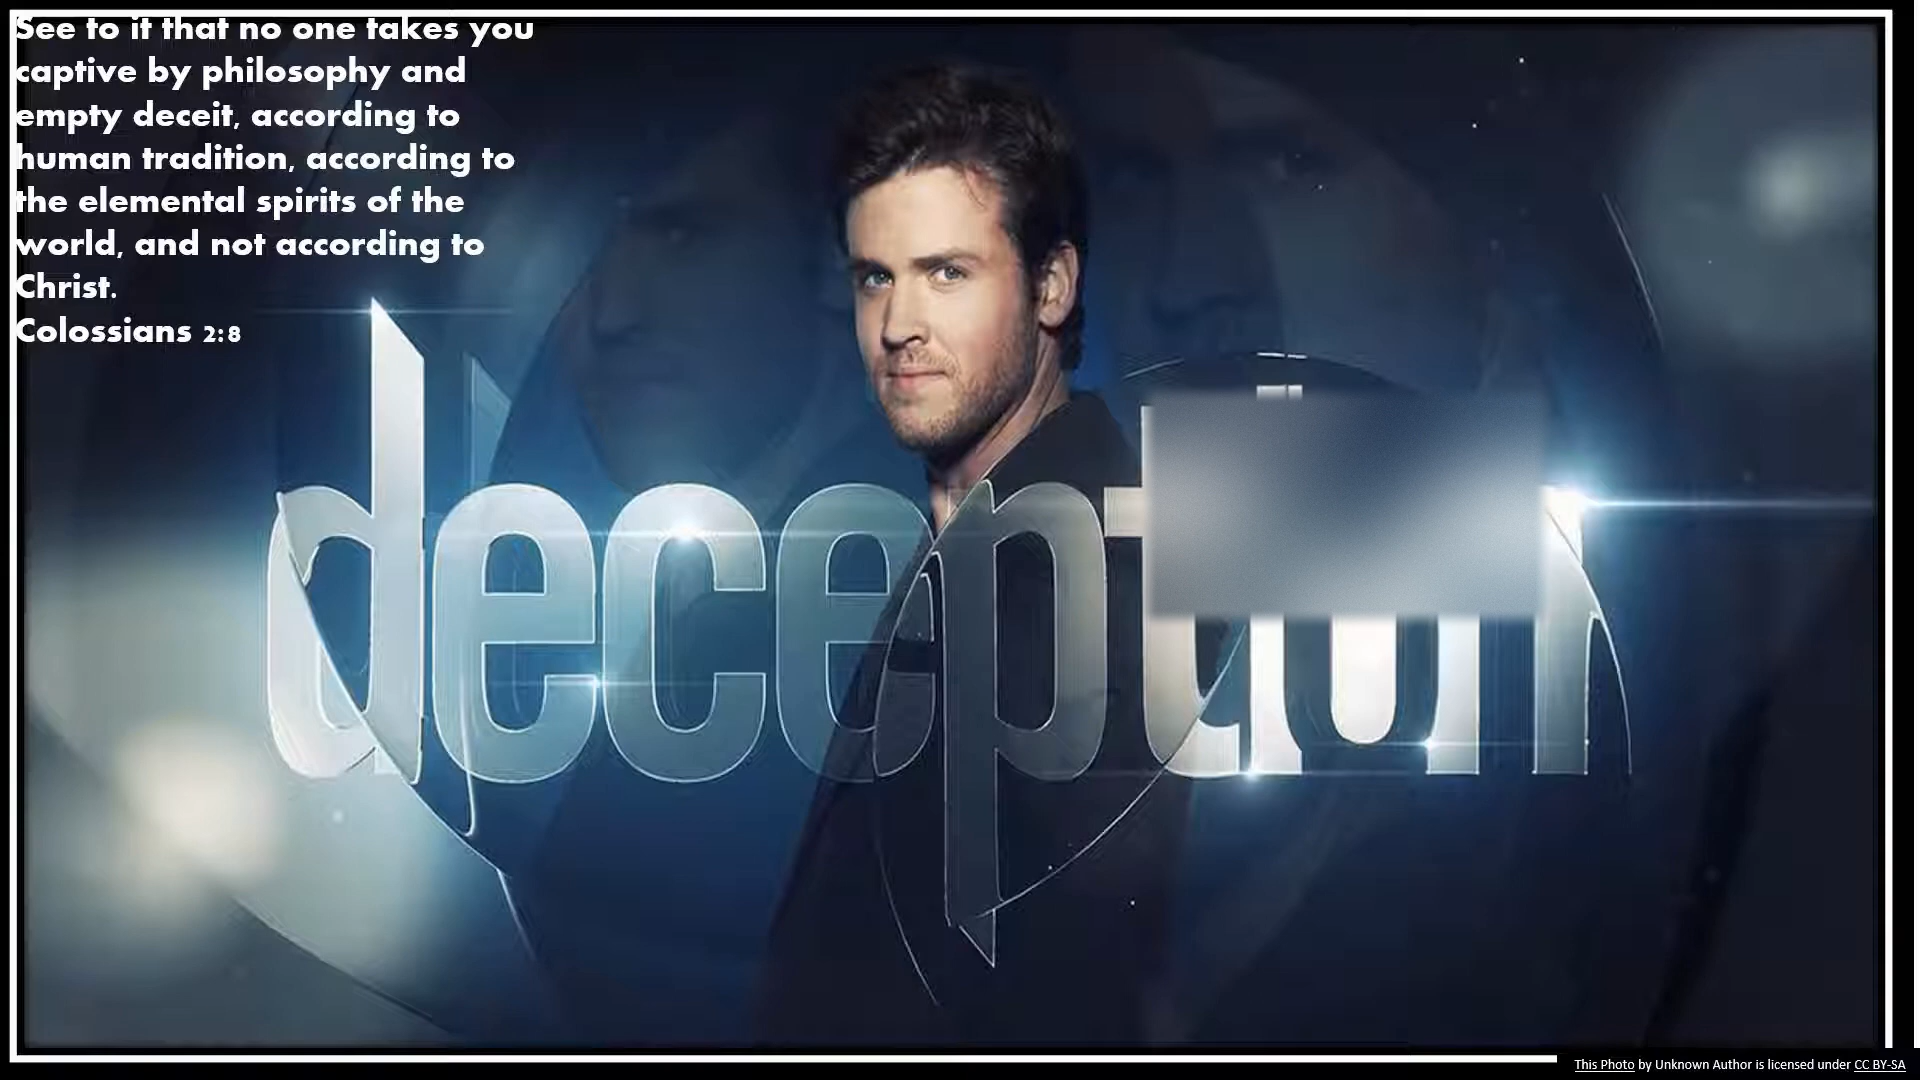 See to it that no one takes you
captive by philosophy and
empty deceit, according to
human tradition, according to
the elemental spirits of the
world, and not according to
Christ.
Colossians 2:8
This Photo by Unknown Author is licensed under CC BY-SA